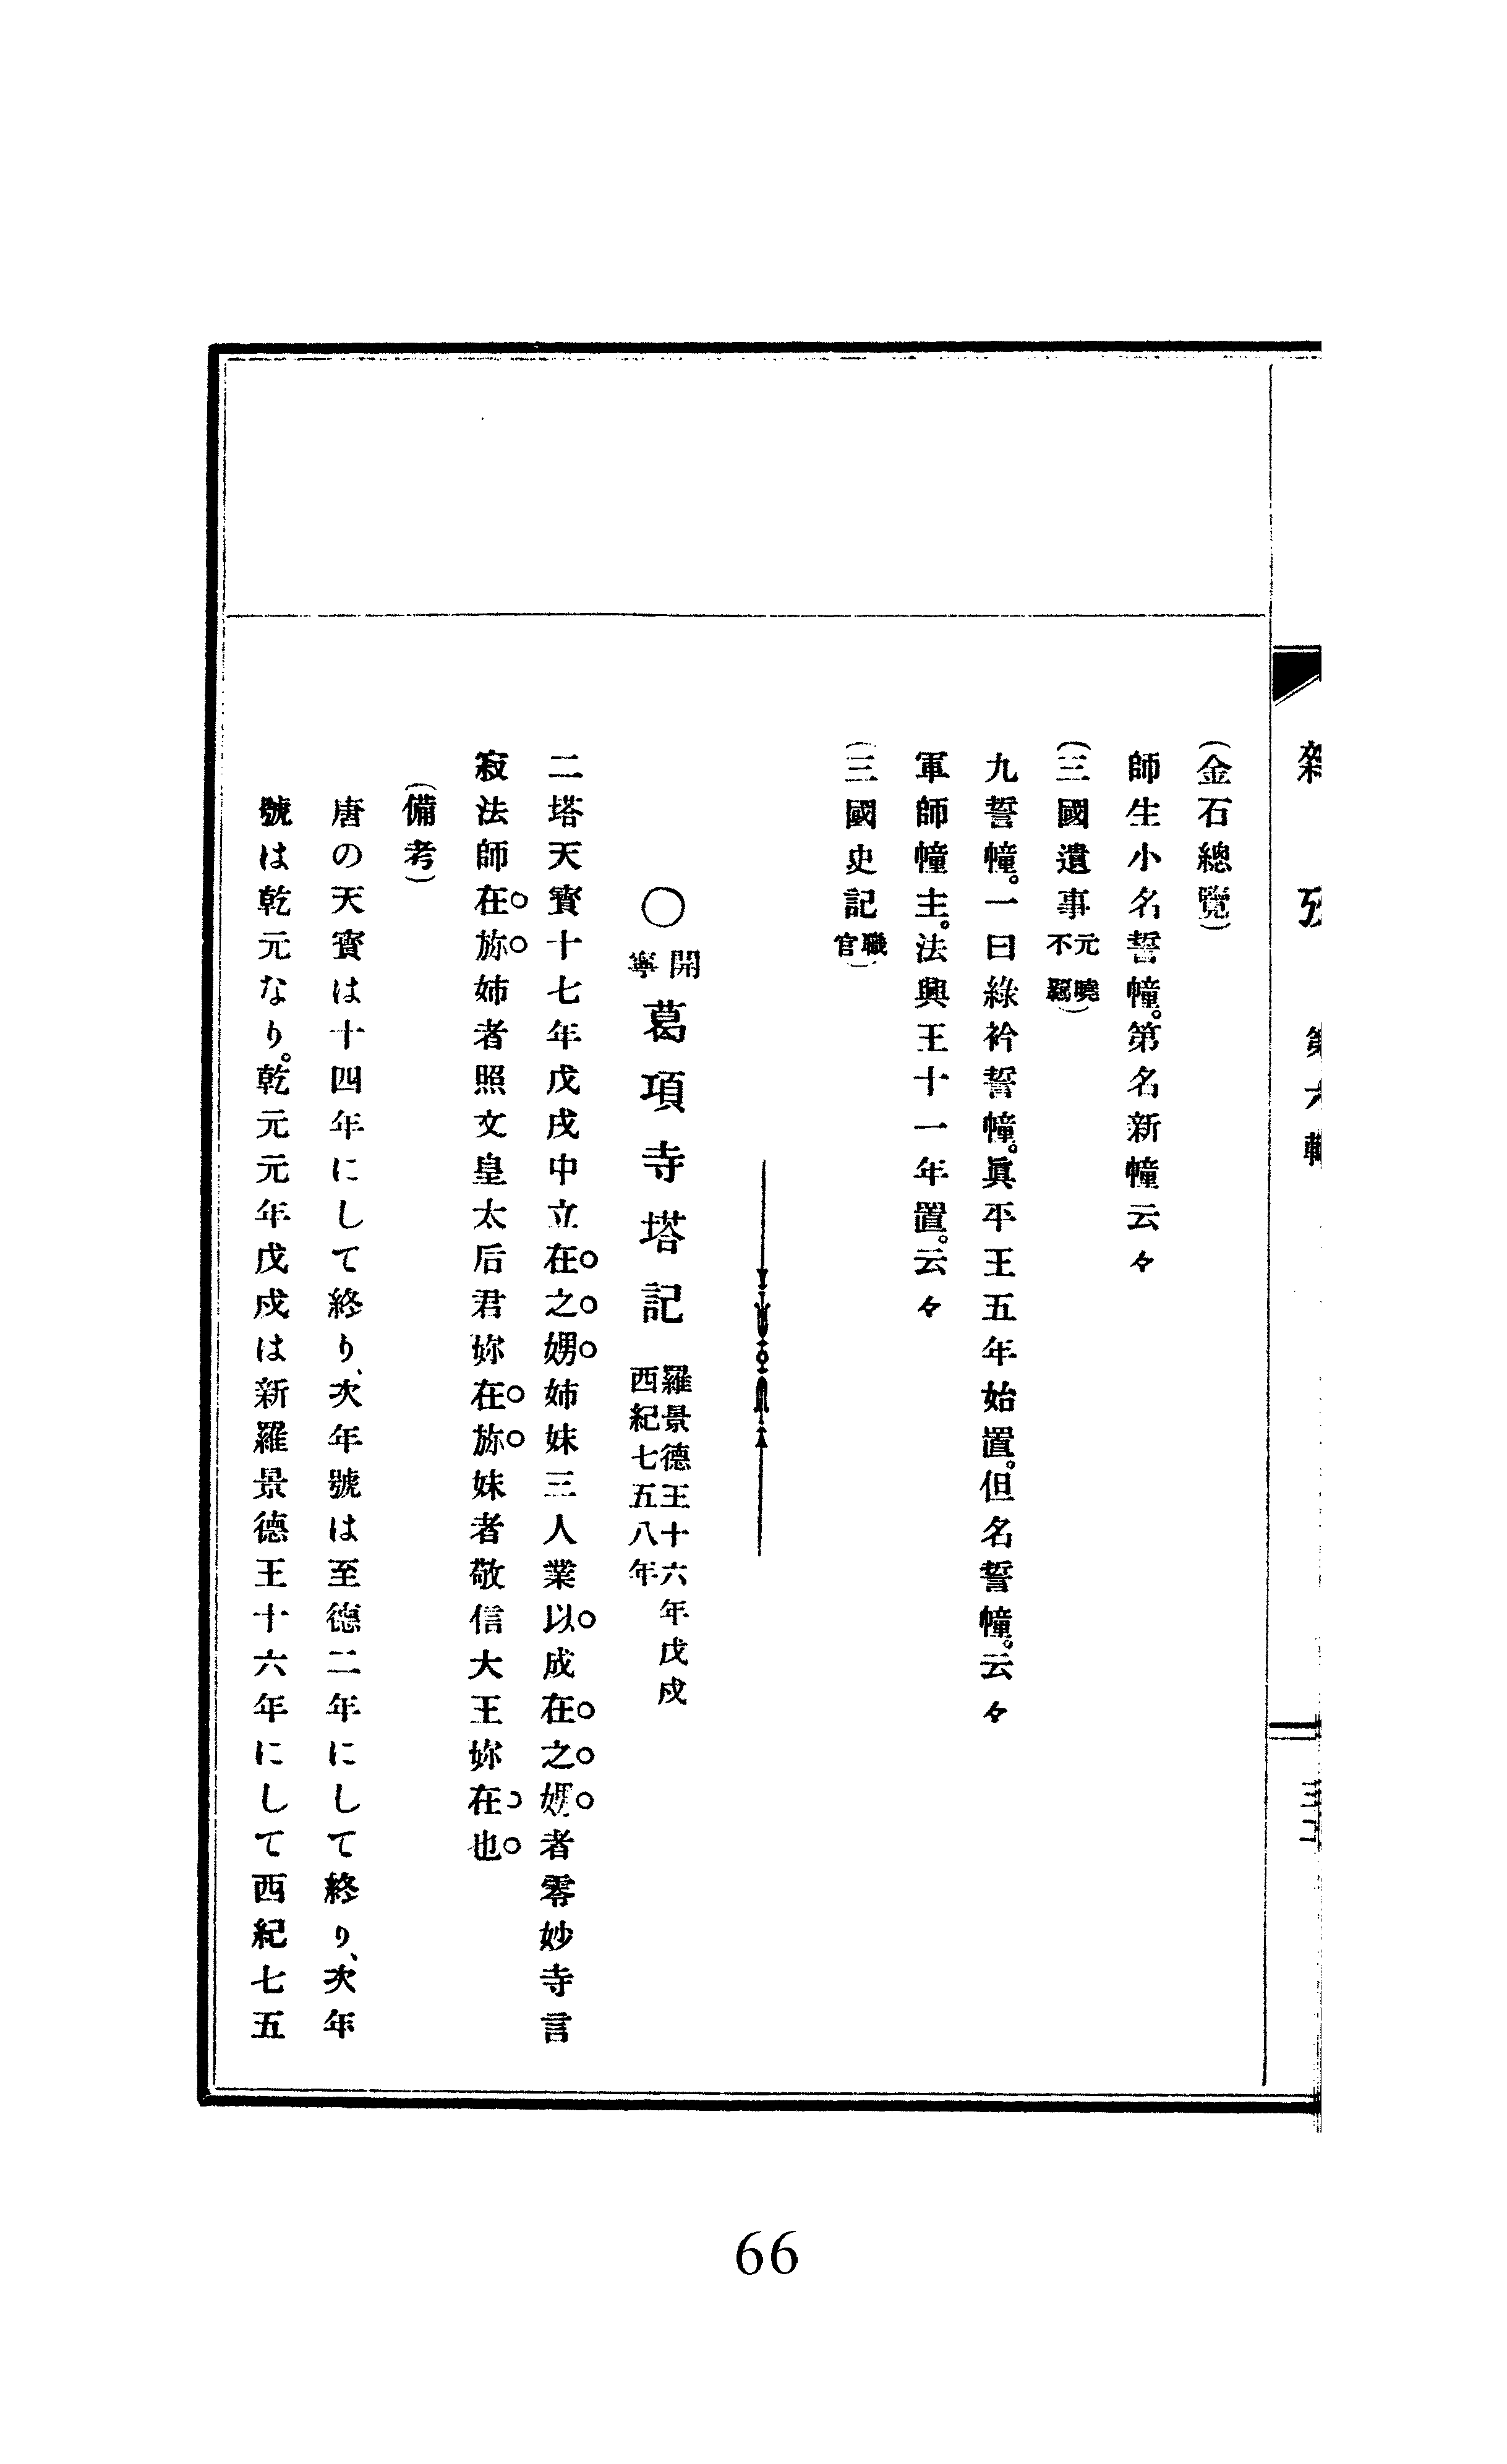 雜 攷 第六輯 三二
(金石總覽)
師生小名誓幢。第名新幢云々
(三國遺事元曉不羈)
九誓幢。一曰綠衿誓幢。眞平王五年始置。但名誓幢。云々
軍師幢主。法興王十一年置。云々
(三國史記職官)
○開寧葛項寺塔記 羅景德王十六年戊戌
西紀七五八年
二塔天寶十七年戊戌中立在之娚姉妹三人業以成在之娚者零妙寺言
寂法師在旀姉者照文皇太后君妳在旀妹者敬信大王妳在也
(備考)
唐の天寶は十四年にして終り、次年號は至德二年にして終り、次年
號は乾元なり。乾元元年戊戌は新羅景德王十六年にして西紀七五
66